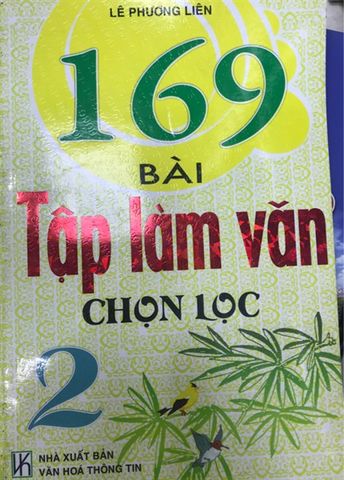 LÊ PHƯƠNG LIÊN
169
BÀI
Tập làm văn
CHỌN LỌC
2
NHÀ XUẤT BẢN
VĂN HOÁ THÔNG TIN